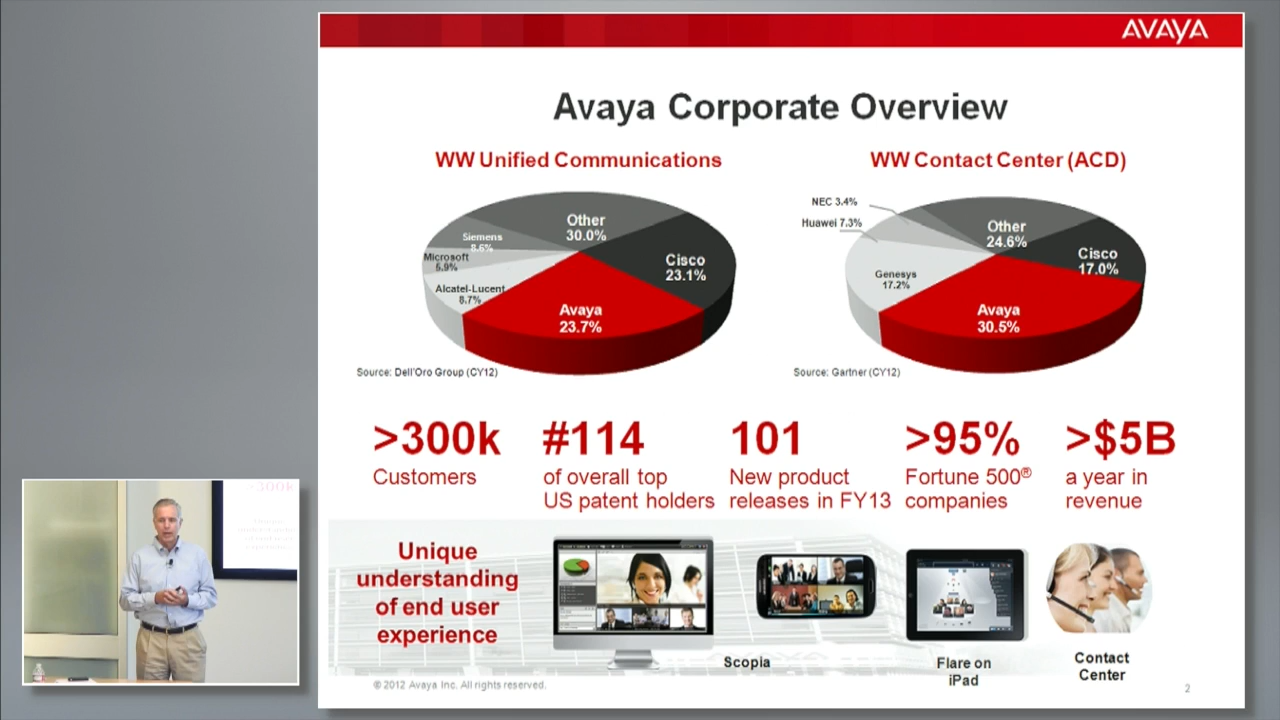 AVAYA
Avaya Corporate Overview
WW Unified Communications
Other
30.0%
Cisco
23.1%
Avaya
23.7%
Alcatel-Lucent
8.7%
Microsoft
5.9%
Siemens
8.6%
Source: Dell'Oro Group (CY12)
WW Contact Center (ACD)
NEC 3.4%
Huawei 7.3%
Other
24.6%
Cisco
17.0%
Genesys
17.2%
Avaya
30.5%
Source: Gartner (CY12)
>300k
Customers
#114
of overall top
US patent holders
101
New product
releases in FY13
>95%
Fortune 500®
companies
>$5B
a year in
revenue
Unique
understanding
of end user
experience
Scopia
Flare on
iPad
Contact
Center
© 2012 Avaya Inc. All rights reserved.
2
>300k